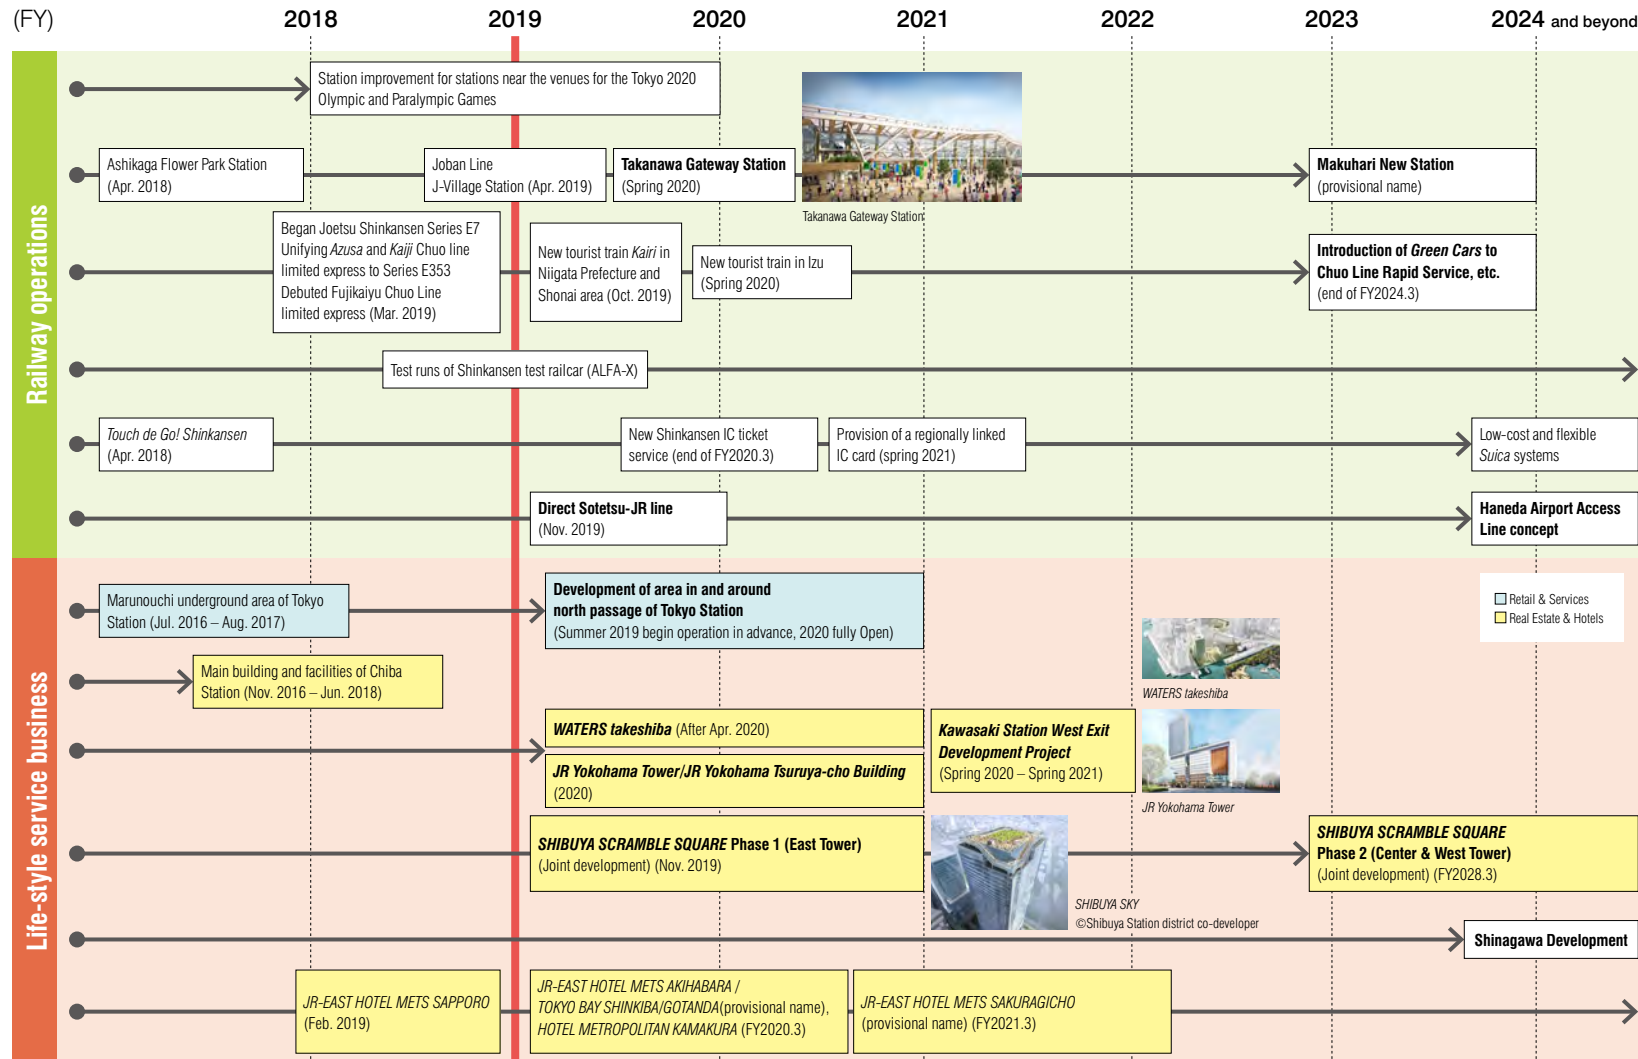 (FY)
2018
2019
2020
2021
2022
2023
2024 and beyond
Railway operations
Station improvement for stations near the venues for the Tokyo 2020
Olympic and Paralympic Games
Ashikaga Flower Park Station
(Apr. 2018)
Joban Line
J-Village Station (Apr. 2019)
Takanawa Gateway Station
(Spring 2020)
Takanawa Gateway Station
Makuhari New Station
(provisional name)
Began Joetsu Shinkansen Series E7
Unifying Azusa and Kaiji Chuo line
limited express to Series E353
Debuted Fujikaiyu Chuo Line
limited express (Mar. 2019)
New tourist train Kairi in
Niigata Prefecture and
Shonai area (Oct. 2019)
New tourist train in Izu
(Spring 2020)
Introduction of Green Cars to
Chuo Line Rapid Service, etc.
(end of FY2024.3)
Test runs of Shinkansen test railcar (ALFA-X)
Touch de Go! Shinkansen
(Apr. 2018)
New Shinkansen IC ticket
service (end of FY2020.3)
Provision of a regionally linked
IC card (spring 2021)
Low-cost and flexible
Suica systems
Direct Sotetsu-JR line
(Nov. 2019)
Haneda Airport Access
Line concept
Life-style service business
Marunouchi underground area of Tokyo
Station (Jul. 2016 – Aug. 2017)
Development of area in and around
north passage of Tokyo Station
(Summer 2019 begin operation in advance, 2020 fully Open)
Retail & Services
Real Estate & Hotels
Main building and facilities of Chiba
Station (Nov. 2016 – Jun. 2018)
WATERS takeshiba
WATERS takeshiba (After Apr. 2020)
JR Yokohama Tower/JR Yokohama Tsuruya-cho Building
(2020)
Kawasaki Station West Exit
Development Project
(Spring 2020 – Spring 2021)
JR Yokohama Tower
SHIBUYA SCRAMBLE SQUARE Phase 1 (East Tower)
(Joint development) (Nov. 2019)
SHIBUYA SKY
©Shibuya Station district co-developer
SHIBUYA SCRAMBLE SQUARE
Phase 2 (Center & West Tower)
(Joint development) (FY2028.3)
Shinagawa Development
JR-EAST HOTEL METS SAPPORO
(Feb. 2019)
JR-EAST HOTEL METS AKIHABARA /
TOKYO BAY SHINKIBA/GOTANDA(provisional name),
HOTEL METROPOLITAN KAMAKURA (FY2020.3)
JR-EAST HOTEL METS SAKURAGICHO
(provisional name) (FY2021.3)